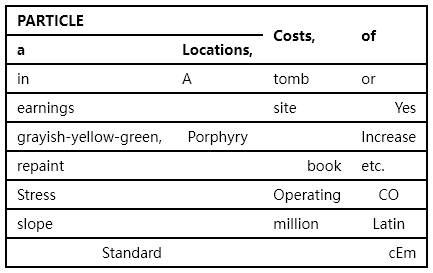 PARTICLE Costs, of
a Locations,
in A tomb or
earnings site Yes
grayish-yellow-green, Porphyry Increase
repaint book etc.
Stress Operating CO
slope million Latin
Standard cEm